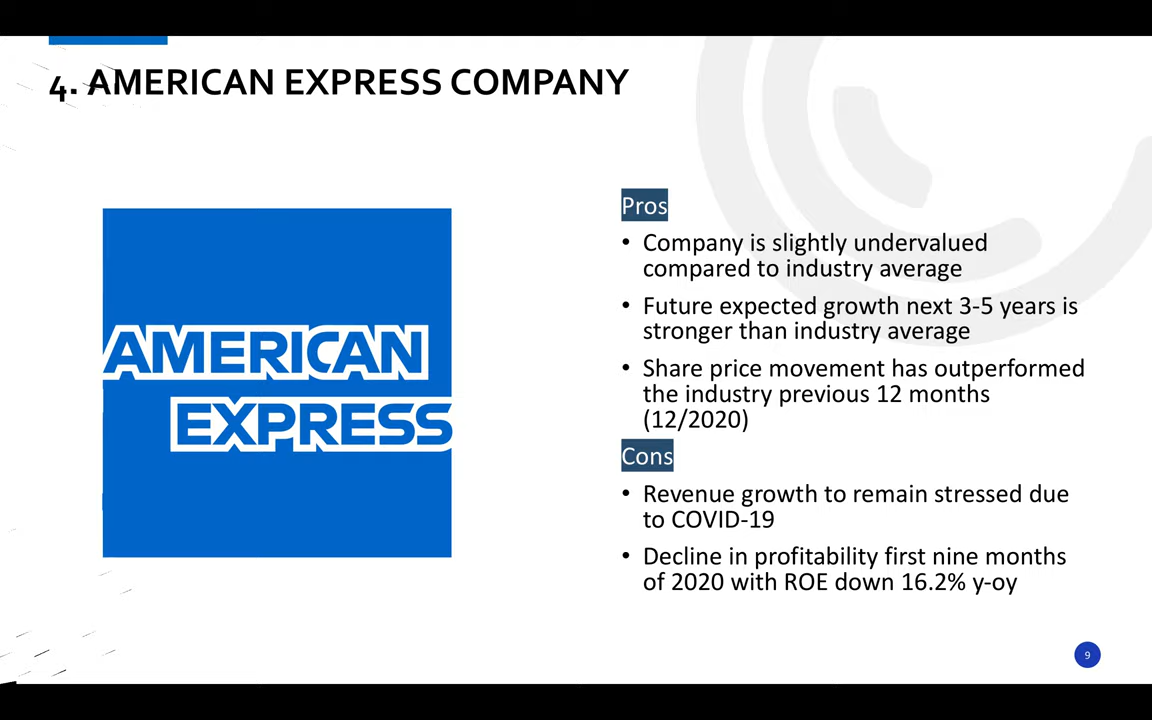 4. AMERICAN EXPRESS COMPANY
AMERICAN
EXPRESS
Pros
• Company is slightly undervalued
compared to industry average
• Future expected growth next 3-5 years is
stronger than industry average
• Share price movement has outperformed
the industry previous 12 months
(12/2020)
Cons
• Revenue growth to remain stressed due
to COVID-19
• Decline in profitability first nine months
of 2020 with ROE down 16.2% y-oy
9